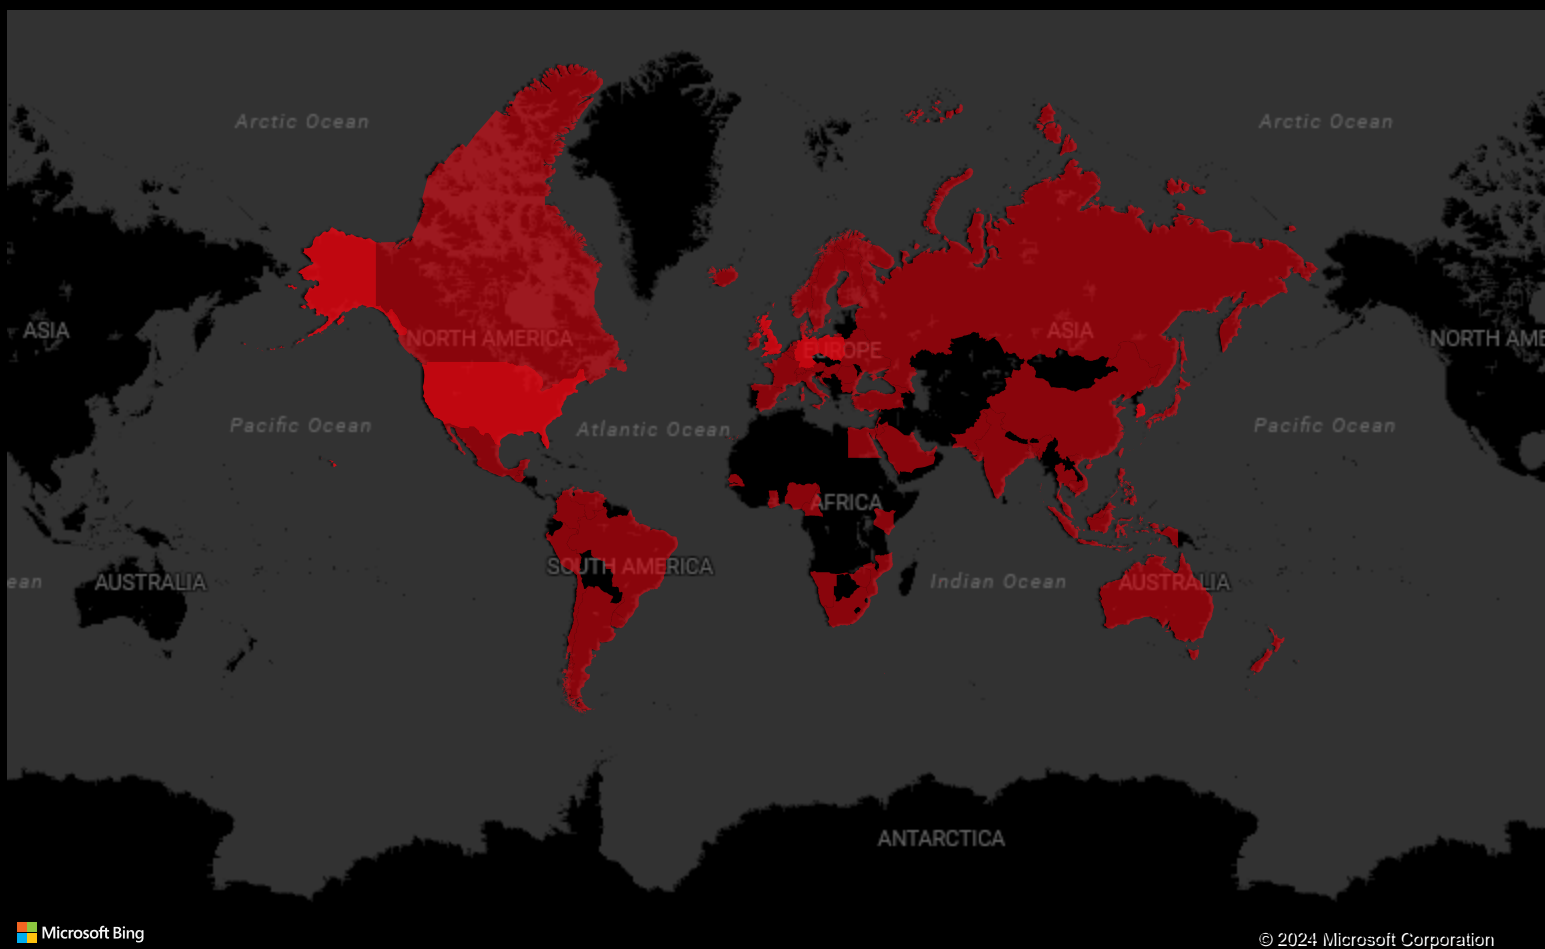 Arctic Ocean
Arctic Ocean
ASIA
NORTH AMERICA
EUROPE
ASIA
NORTH AME
Pacific Ocean
Atlantic Ocean
Pacific Ocean
AFRICA
SOUTH AMERICA
ean
AUSTRALIA
Indian Ocean
AUSTRALIA
ANTARCTICA
Microsoft Bing
© 2024 Microsoft Corporation